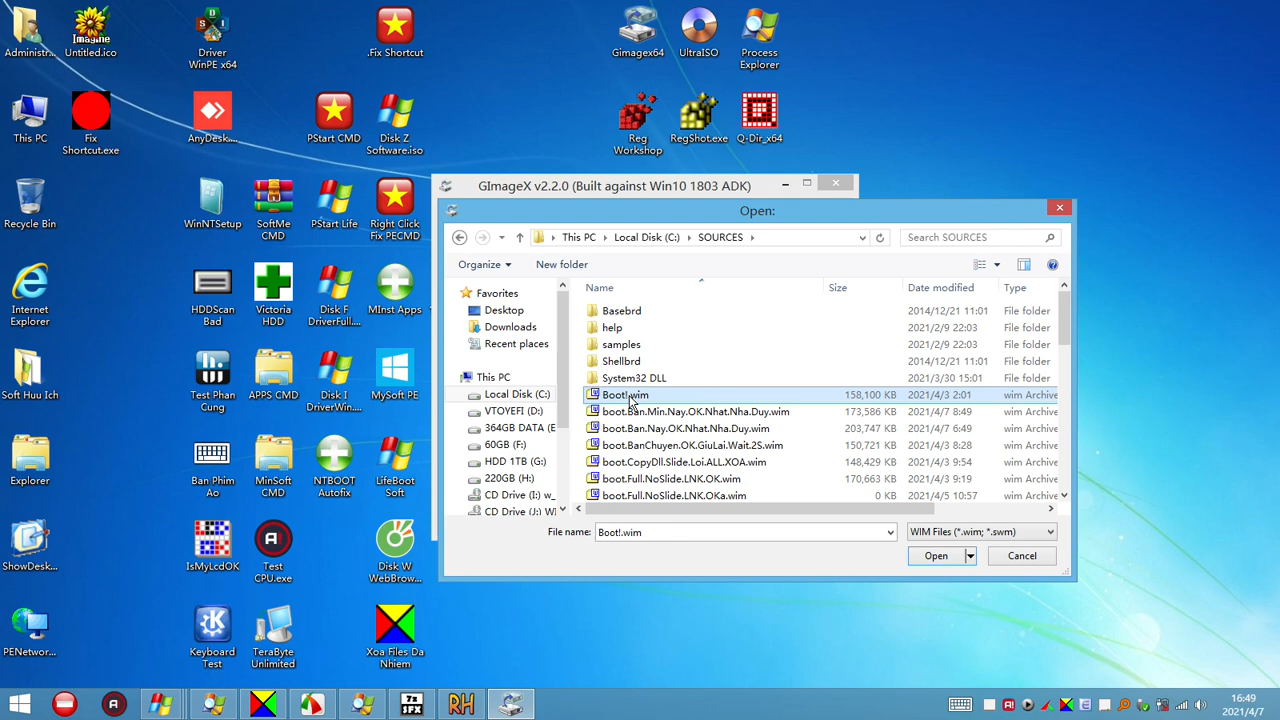 Administr...
Untitled.ico
Driver
WinPE x64
.Fix Shortcut
Gimagex64
UltraISO
Process
Explorer
This PC
Fix
Shortcut.exe
AnyDesk....
PStart CMD
Disk Z
Software.iso
Reg
Workshop
RegShot.exe
Q-Dir_x64
Recycle Bin
WinNTSetup
SoftMe
CMD
PStart Life
Right Click
Fix PECMD
Internet
Explorer
HDDScan
Bad
Victoria
HDD
Disk F
DriverFull....
MInst Apps
Soft Huu Ich
Test Phan
Cung
APPS CMD
Disk I
DriverWin....
MySoft PE
Explorer
Ban Phim
Ao
MinSoft
CMD
NTBOOT
Autofix
LifeBoot
Soft
ShowDesk...
IsMyLcdOK
Test
CPU.exe
Disk W
WebBrow...
PENetwor...
Keyboard
Test
TeraByte
Unlimited
Xoa Files Da
Nhiem
GImageX v2.2.0 (Built against Win10 1803 ADK)
Open:
This PC
Local Disk (C:)
SOURCES
Search SOURCES
Organize
New folder
Favorites
Desktop
Downloads
Recent places
This PC
Local Disk (C:)
VTOYEFI (D:)
364GB DATA (E
60GB (F:)
HDD 1TB (G:)
220GB (H:)
CD Drive (I:) w_
CD Drive (J:) WI
Name Size Date modified Type
Basebrd 2014/12/21 11:01 File folder
help 2021/2/9 22:03 File folder
samples 2021/2/9 22:03 File folder
Shellbrd 2014/12/21 11:01 File folder
System32 DLL 2021/3/30 15:01 File folder
Boot!.wim 158,100 KB 2021/4/3 2:01 wim Archive
boot.Ban.Min.Nay.OK.Nhat.Nha.Duy.wim 173,586 KB 2021/4/7 8:49 wim Archive
boot.Ban.Nay.OK.Nhat.Nha.Duy.wim 203,747 KB 2021/4/7 6:49 wim Archive
boot.BanChuyen.OK.GiuLai.Wait.2S.wim 150,721 KB 2021/4/3 8:28 wim Archive
boot.CopyDll.Slide.Loi.ALL.XOA.wim 148,429 KB 2021/4/3 9:54 wim Archive
boot.Full.NoSlide.LNK.OK.wim 170,663 KB 2021/4/3 9:19 wim Archive
boot.Full.NoSlide.LNK.OKa.wim 0 KB 2021/4/5 10:57 wim Archive
File name: Boot!.wim
WIM Files (*.wim; *.swm)
Open
Cancel
7x
SFX
RH
16:49
2021/4/7